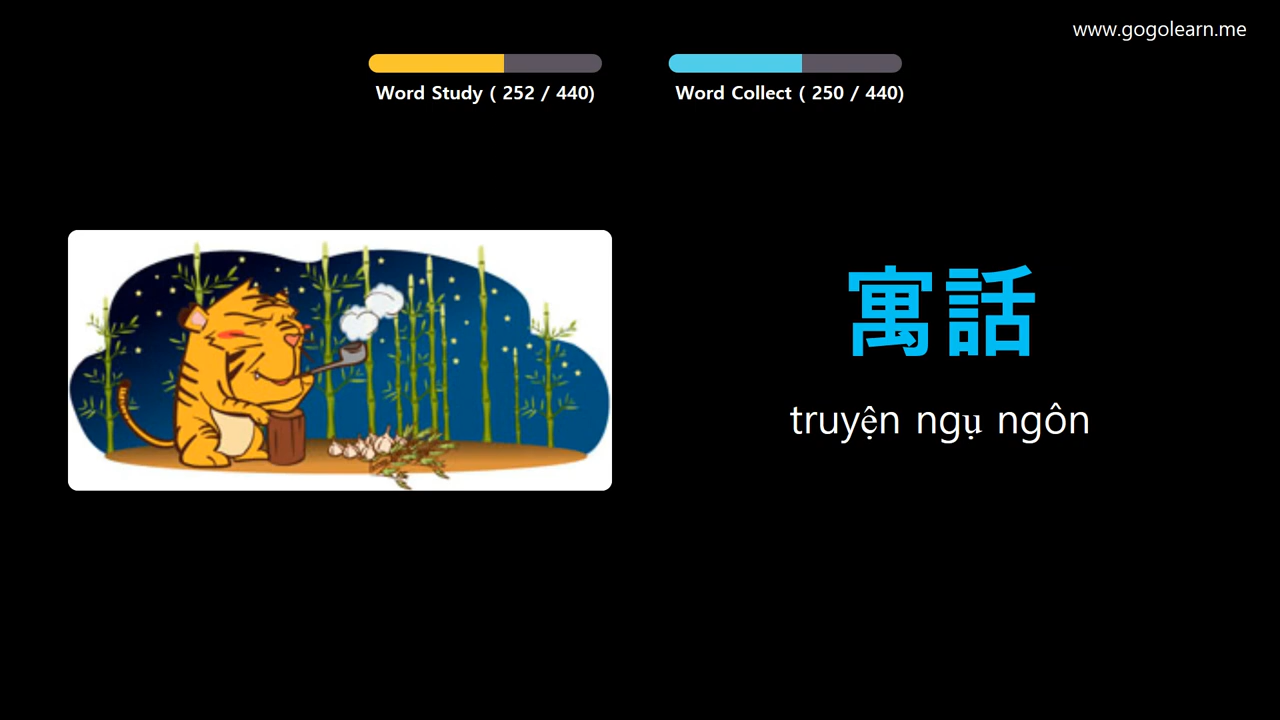 www.gogolearn.me
Word Study ( 252 / 440)
Word Collect ( 250 / 440)
寓話
truyện ngụ ngôn